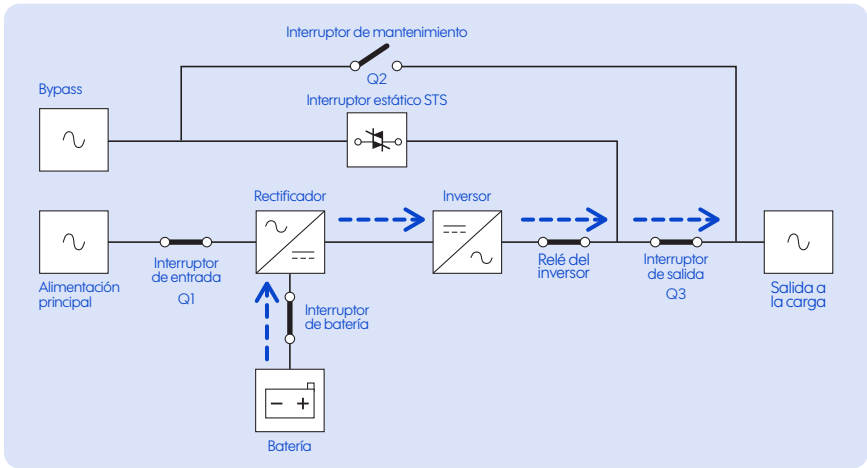 Interruptor de mantenimiento
Q2
Bypass
Interruptor estático STS
Rectificador
Inversor
Alimentación
principal
Interruptor
de entrada
Q1
Relé del
inversor
Interruptor
de salida
Q3
Salida a
la carga
Interruptor
de batería
Batería